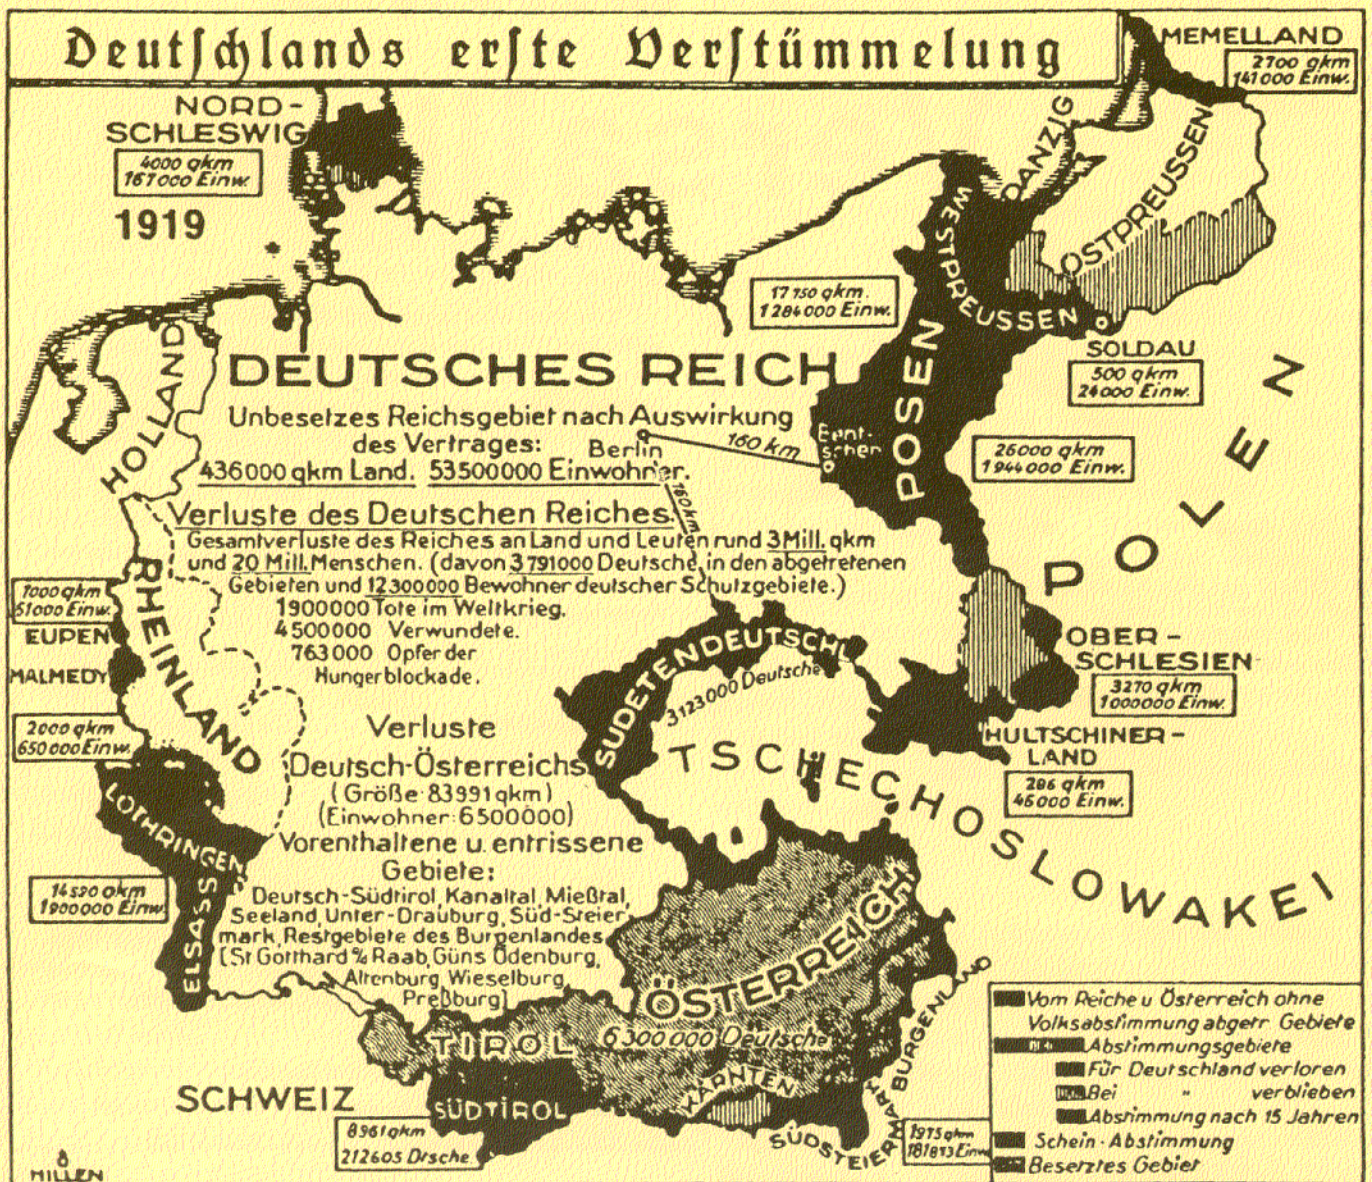 Deutschlands erste Verstümmelung
MEMELLAND
2700 qkm
141000 Einw.
NORD-
SCHLESWIG
4000 qkm
167000 Einw.
1919
DANZIG
OSTPREUSSEN
WESTPREUSSEN
17150 qkm.
1284000 Einw.
SOLDAU
500 qkm
24000 Einw.
HOLLAND
DEUTSCHES REICH
Unbesetzes Reichsgebiet nach Auswirkung
des Vertrages:
Berlin
160 km
Bent-
schen
POSEN
26000 qkm
1944000 Einw.
POLEN
436000 qkm Land. 53500000 Einwohner.
160 km
Verluste des Deutschen Reiches.
Gesamtverluste des Reiches an Land und Leuten rund 3 Mill. qkm
und 20 Mill. Menschen. (davon 3791000 Deutsche in den abgetretenen
Gebieten und 12300000 Bewohner deutscher Schutzgebiete.)
1900000 Tote im Weltkrieg.
4500000 Verwundete.
763000 Opfer der
Hungerblockade.
RHEINLAND
1000 qkm
61000 Einw.
EUPEN
MALMEDY
2000 qkm
650000 Einw.
OBER-
SCHLESIEN
3270 qkm
1000000 Einw.
SUDETENDEUTSCHL
3123000 Deutsche
HULTSCHINER-
LAND
286 qkm
46000 Einw.
TSCHECHOSLOWAKEI
Verluste
Deutsch-Österreichs
(Größe 83991 qkm)
(Einwohner: 6500000)
Vorenthaltene u. entrissene
Gebiete:
Deutsch-Südtirol, Kanaltal, Mießtal,
Seeland, Unter-Drauburg, Süd-Steier
mark, Restgebiete des Burgenlandes
(St Gotthard % Raab, Güns Ödenburg,
Altenburg, Wieselburg,
Preßburg)
LOTHRINGEN
14520 qkm
1900000 Einw.
ELSASS
ÖSTERREICH
6300000 Deutsche
TIROL
SÜDTIROL
SCHWEIZ
8961 qkm
212605 Dtsche
KÄRNTEN
SÜDSTEIERMARK
BURGENLAND
1975 qkm
181813 Einw
Vom Reiche u Österreich ohne
Volksabstimmung abgetr Gebiete
Abstimmungsgebiete
Für Deutschland verloren
Bei " verblieben
Abstimmung nach 15 Jahren
Schein-Abstimmung
Besetztes Gebiet